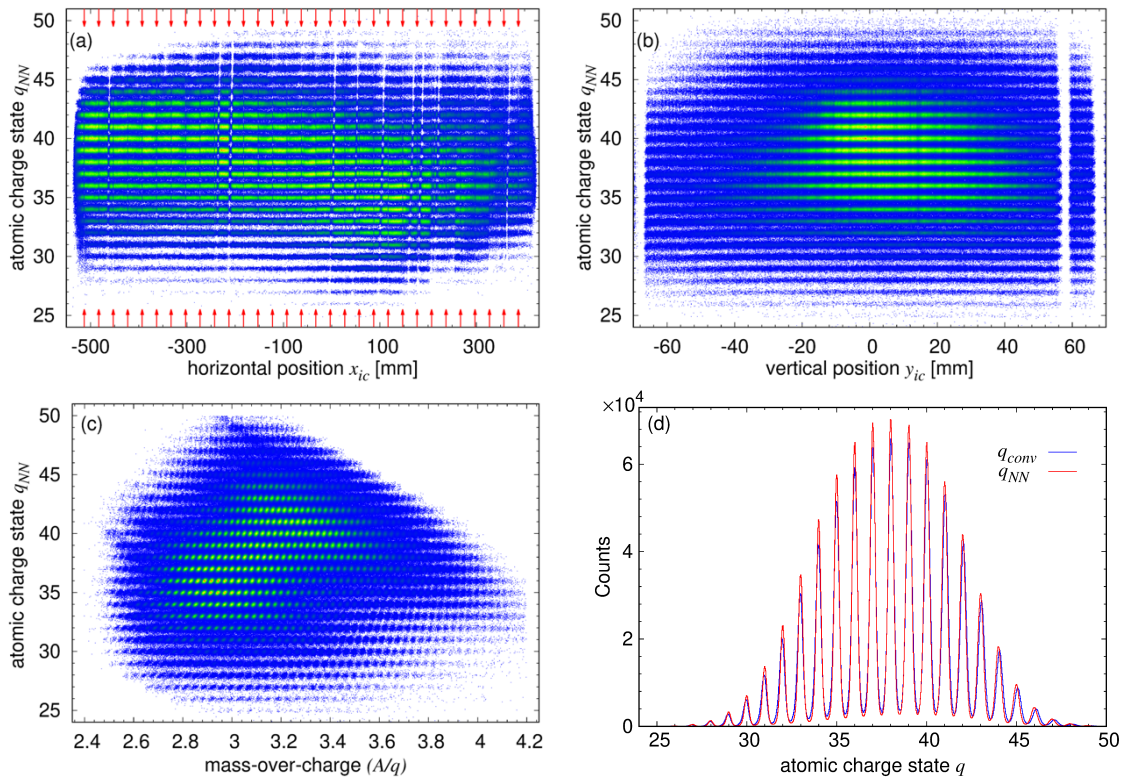 (a)
atomic charge state q_NN
50
45
40
35
30
25
-500 -300 -100 100 300
horizontal position x_ic [mm]
(b)
atomic charge state q_NN
50
45
40
35
30
25
-60 -40 -20 0 20 40 60
vertical position y_ic [mm]
(c)
atomic charge state q_NN
50
45
40
35
30
25
2.4 2.6 2.8 3 3.2 3.4 3.6 3.8 4 4.2
mass-over-charge (A/q)
×10^4
(d)
q_conv
q_NN
Counts
6
4
2
0
25 30 35 40 45 50
atomic charge state q